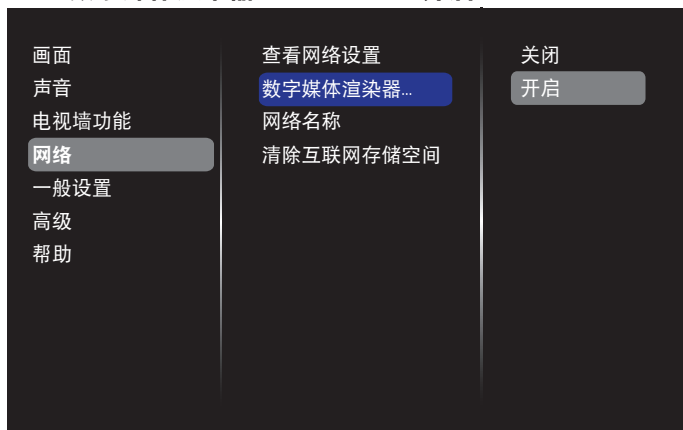 画面
声音
电视墙功能
网络
一般设置
高级
帮助
查看网络设置
数字媒体渲染器...
网络名称
清除互联网存储空间
关闭
开启